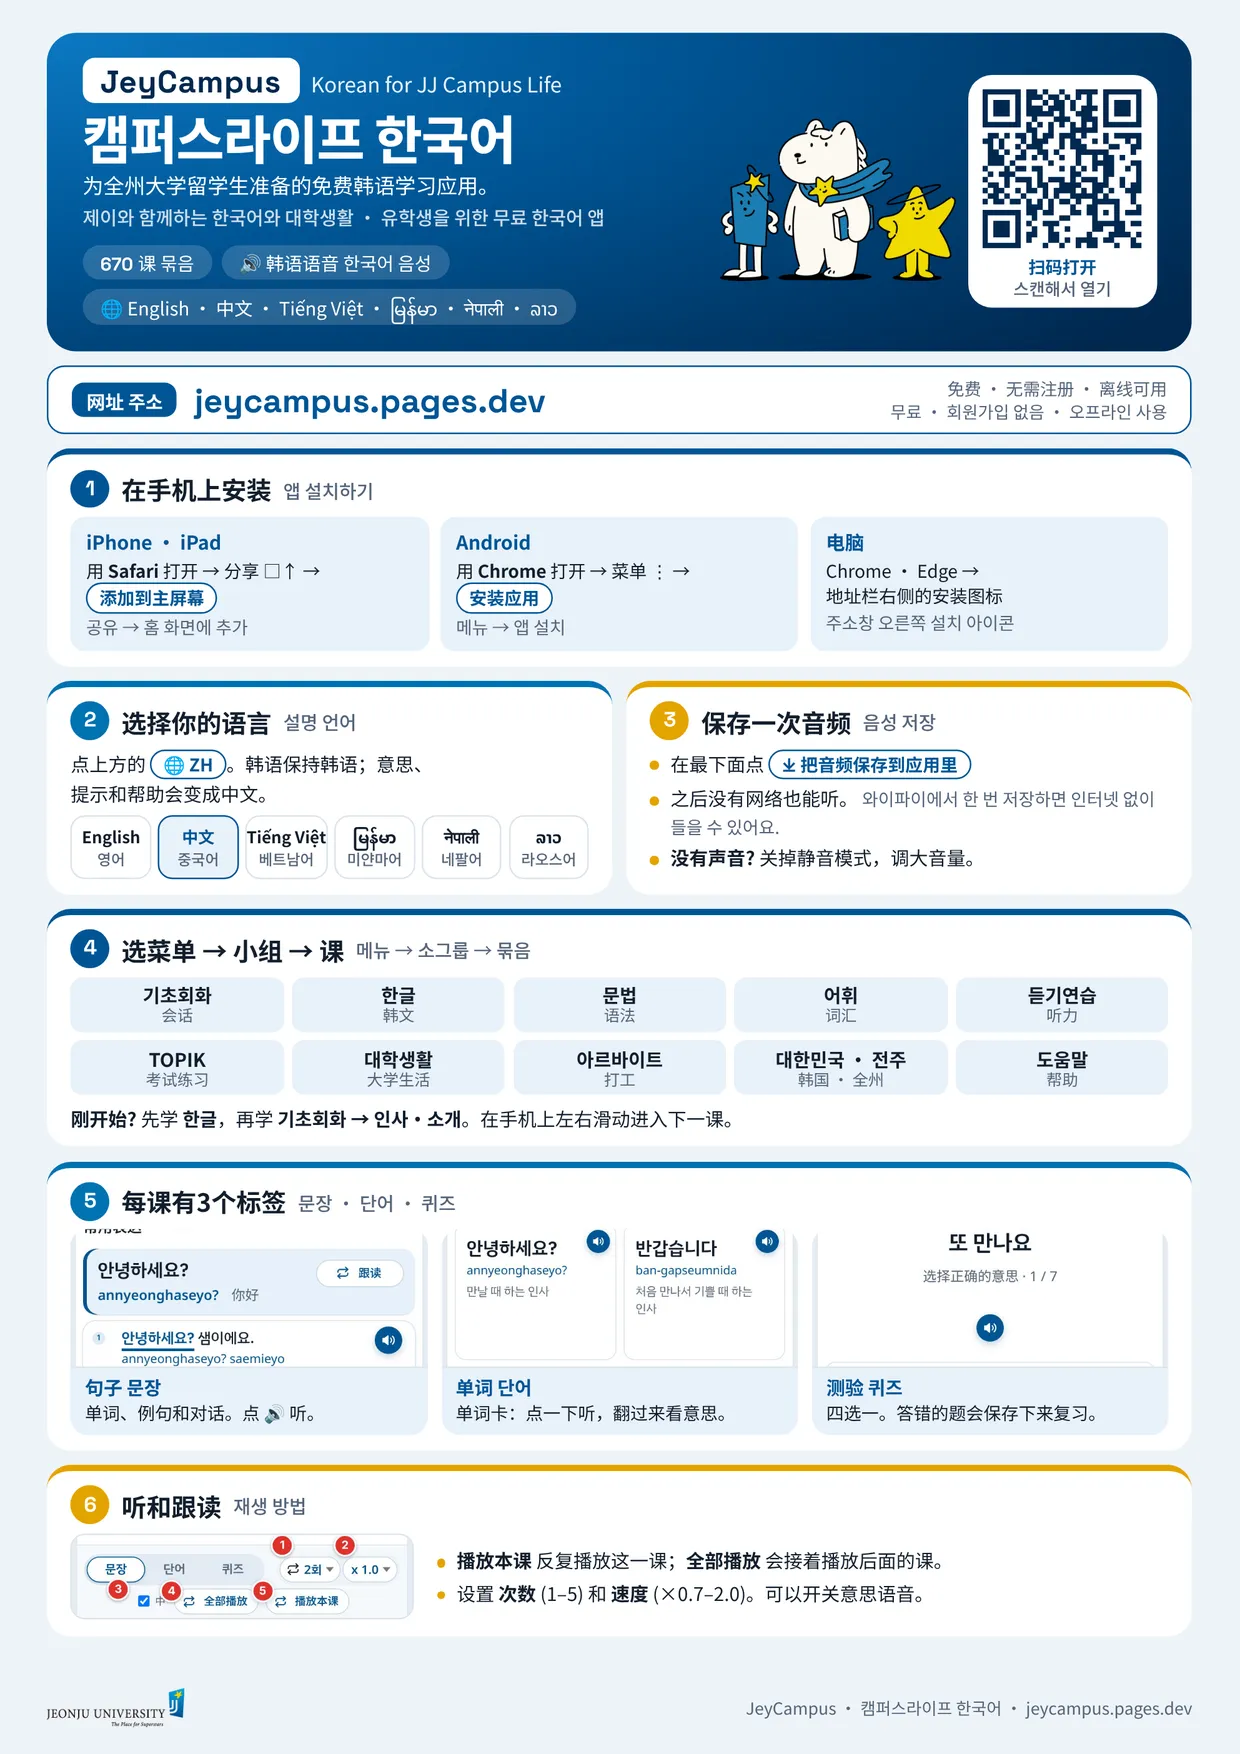 JeyCampus Korean for JJ Campus Life
캠퍼스라이프 한국어
为全州大学留学生准备的免费韩语学习应用。
제이와 함께하는 한국어와 대학생활 · 유학생을 위한 무료 한국어 앱
670 课 묶음 🔊 韩语语音 한국어 음성
🌐 English · 中文 · Tiếng Việt · မြန်မာ · नेपाली · ລາວ
扫码打开
스캔해서 열기
网址 주소 jeycampus.pages.dev
免费 · 无需注册 · 离线可用
무료 · 회원가입 없음 · 오프라인 사용
1 在手机上安装 앱 설치하기
iPhone · iPad
用 Safari 打开 → 分享 □↑ →
添加到主屏幕
공유 → 홈 화면에 추가
Android
用 Chrome 打开 → 菜单 ⋮ →
安装应用
메뉴 → 앱 설치
电脑
Chrome · Edge →
地址栏右侧的安装图标
주소창 오른쪽 설치 아이콘
2 选择你的语言 설명 언어
点上方的 🌐 ZH 。韩语保持韩语；意思、
提示和帮助会变成中文。
English 中文 Tiếng Việt မြန်မာ नेपाली ລາວ
영어 중국어 베트남어 미얀마어 네팔어 라오스어
3 保存一次音频 음성 저장
在最下面点 ↓ 把音频保存到应用里
之后没有网络也能听。 와이파이에서 한 번 저장하면 인터넷 없이
들을 수 있어요.
没有声音? 关掉静音模式，调大音量。
4 选菜单 → 小组 → 课 메뉴 → 소그룹 → 묶음
기초회화 한글 문법 어휘 듣기연습
会话 韩文 语法 词汇 听力
TOPIK 대학생활 아르바이트 대한민국 · 전주 도움말
考试练习 大学生活 打工 韩国 · 全州 帮助
刚开始? 先学 한글，再学 기초회화 → 인사·소개。在手机上左右滑动进入下一课。
5 每课有3个标签 문장 · 단어 · 퀴즈
常用表达
안녕하세요? 跟读
annyeonghaseyo? 你好
1 안녕하세요? 샘이에요.
annyeonghaseyo? saemieyo
句子 문장
单词、例句和对话。点 🔊 听。
안녕하세요?
annyeonghaseyo?
만날 때 하는 인사
반갑습니다
ban-gapseumnida
처음 만나서 기쁠 때 하는
인사
单词 단어
单词卡：点一下听，翻过来看意思。
또 만나요
选择正确的意思 · 1 / 7
测验 퀴즈
四选一。答错的题会保存下来复习。
6 听和跟读 재생 방법
1 2
문장 단어 퀴즈 2회 x 1.0
3 4 5
中 全部播放 播放本课
播放本课 反复播放这一课；全部播放 会接着播放后面的课。
设置 次数 (1–5) 和 速度 (×0.7–2.0)。可以开关意思语音。
JEONJU UNIVERSITY
The Place for Superstars
JeyCampus · 캠퍼스라이프 한국어 · jeycampus.pages.dev